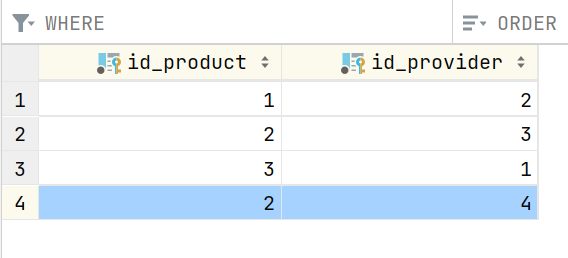 WHERE ORDER
id_product id_provider
1 1 2
2 2 3
3 3 1
4 2 4